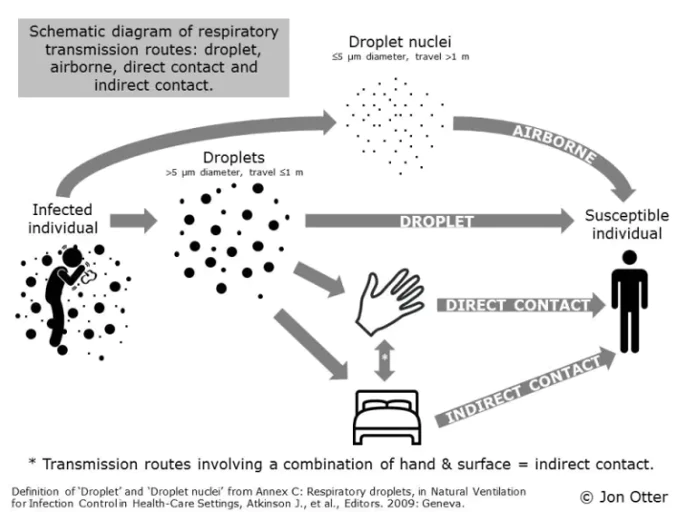 Schematic diagram of respiratory
transmission routes: droplet,
airborne, direct contact and
indirect contact.
Droplet nuclei
≤5 µm diameter, travel >1 m
AIRBORNE
Droplets
>5 µm diameter, travel ≤1 m
Infected
individual
DROPLET
Susceptible
individual
DIRECT CONTACT
*
INDIRECT CONTACT
* Transmission routes involving a combination of hand & surface = indirect contact.
Definition of 'Droplet' and 'Droplet nuclei' from Annex C: Respiratory droplets, in Natural Ventilation
for Infection Control in Health-Care Settings, Atkinson J., et al., Editors. 2009: Geneva.
© Jon Otter